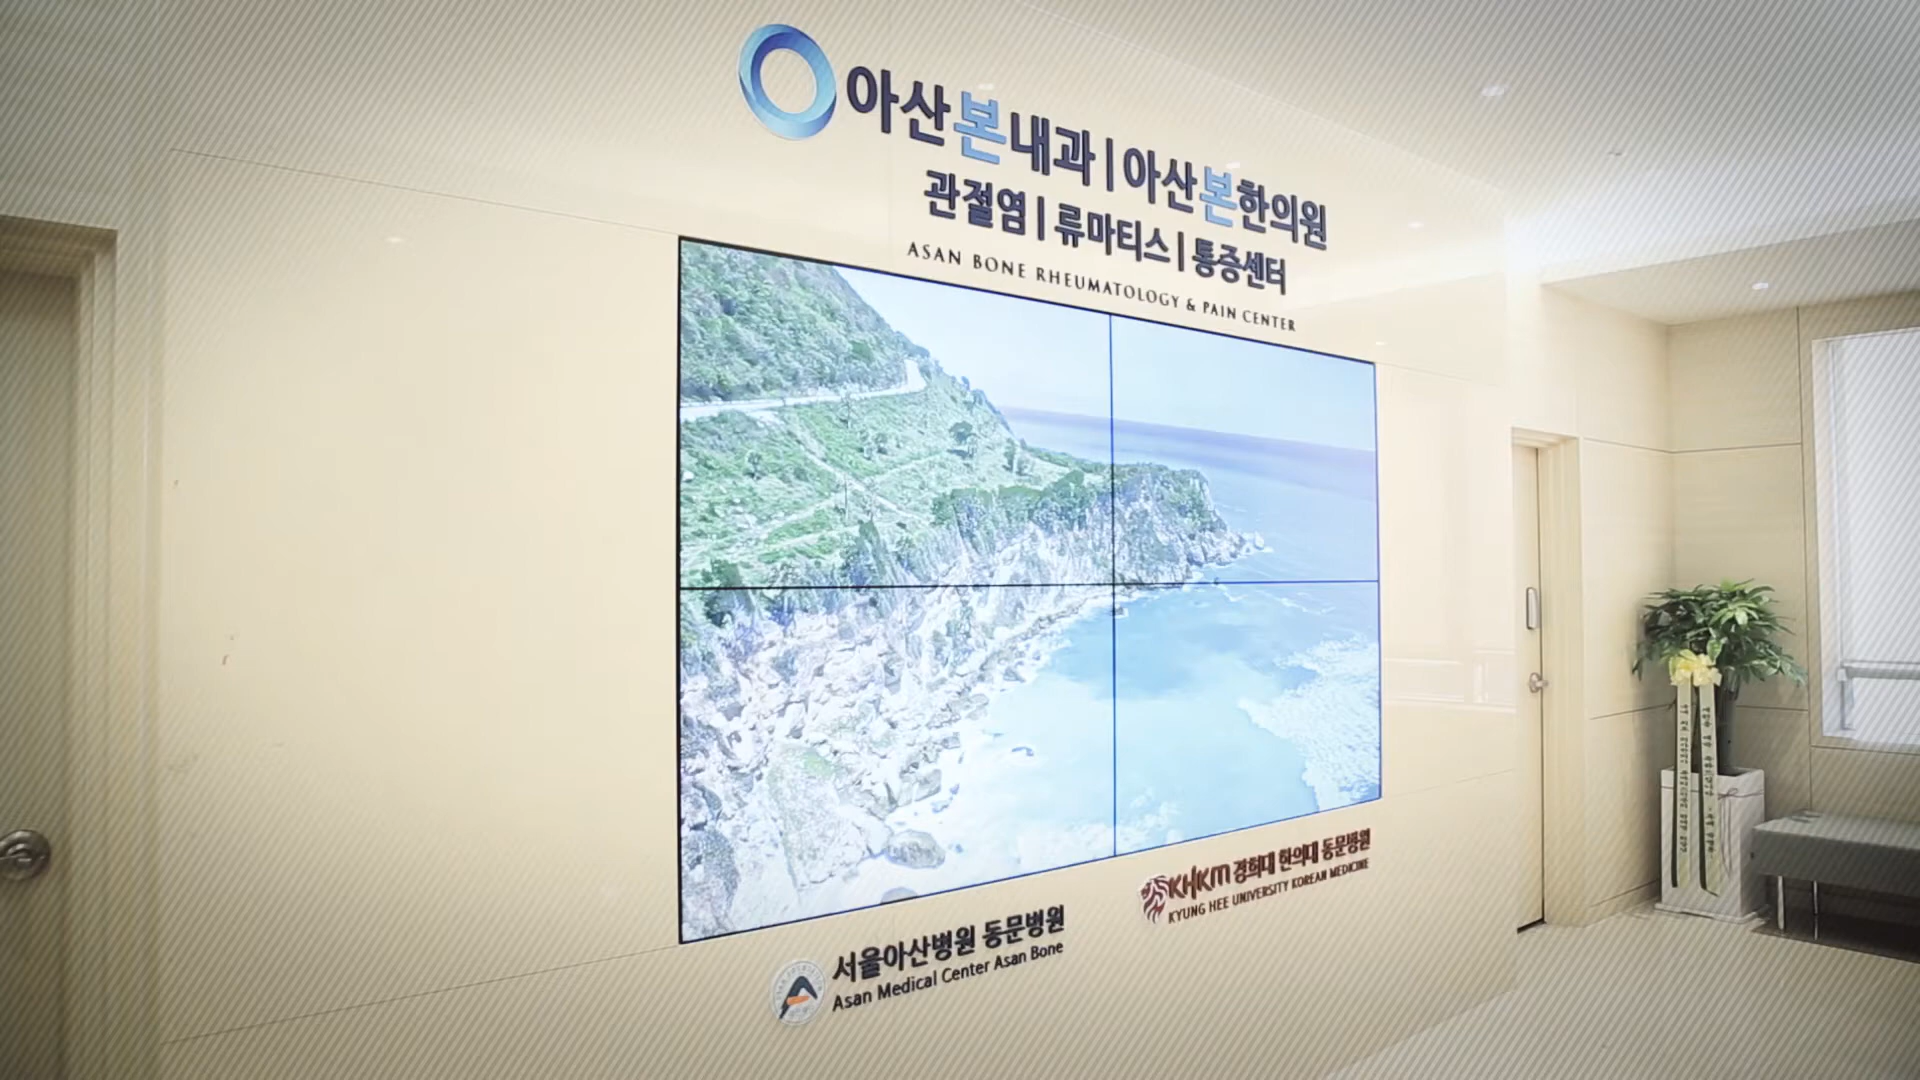 아산본내과 | 아산본한의원
관절염 | 류마티스 | 통증센터
ASAN BONE RHEUMATOLOGY & PAIN CENTER
서울아산병원 동문병원
Asan Medical Center Asan Bone
KHKM 경희대 한의대 동문병원
KYUNG HEE UNIVERSITY KOREAN MEDICINE